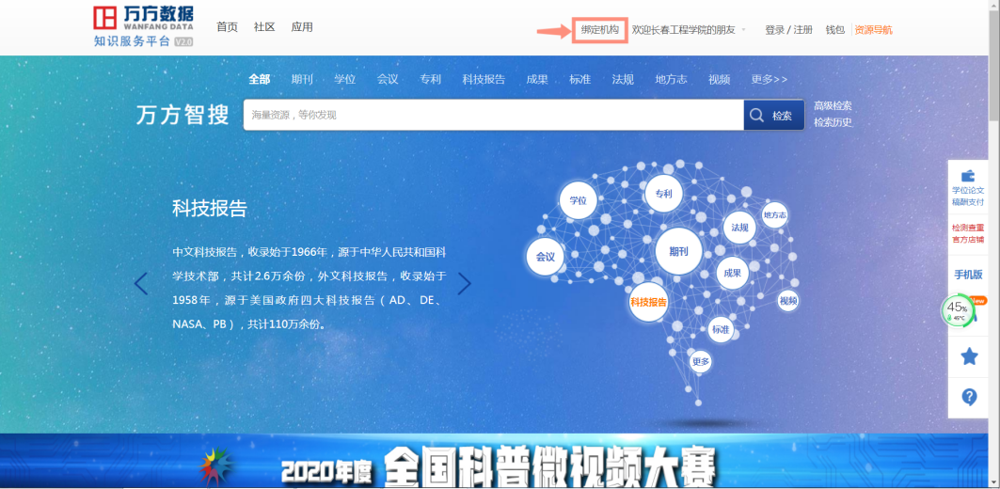 万方数据
WANFANG DATA
知识服务平台 V2.0
首页 社区 应用
绑定机构 欢迎长春工程学院的朋友 登录 / 注册 钱包 资源导航
全部 期刊 学位 会议 专利 科技报告 成果 标准 法规 地方志 视频 更多>>
万方智搜 海量资源，等你发现 检索
高级检索
检索历史
科技报告
中文科技报告，收录始于1966年，源于中华人民共和国科
学技术部，共计2.6万余份，外文科技报告，收录始于
1958年，源于美国政府四大科技报告（AD、DE、
NASA、PB），共计110万余份。
学位
专利
地方志
法规
会议
期刊
成果
科技报告
视频
标准
更多
学位论文
稿酬支付
检测查重
官方店铺
手机版
New
45%
45℃
2020年度 全国科普微视频大赛